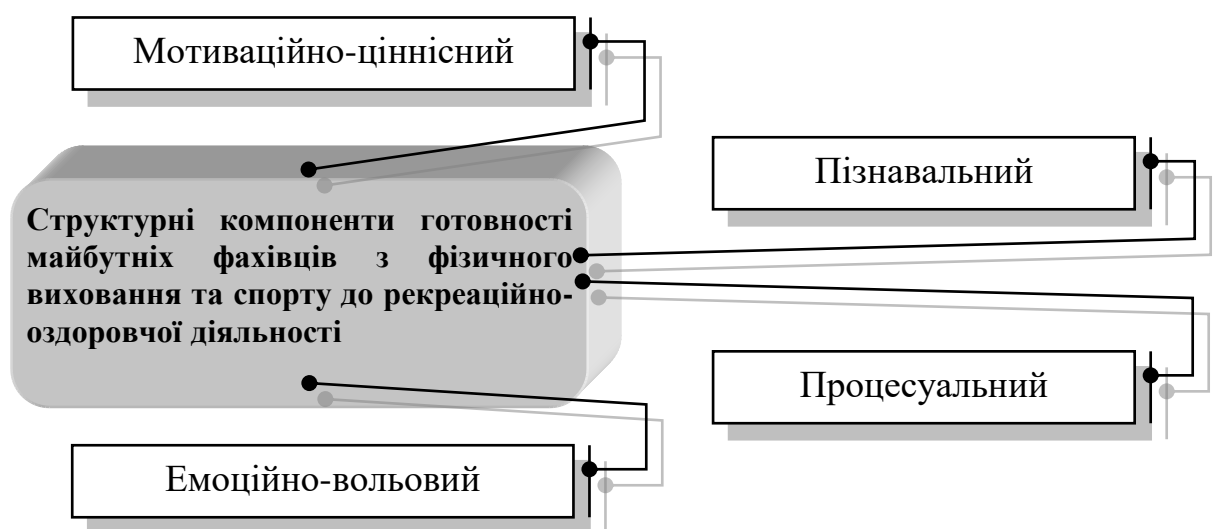 Мотиваційно-ціннісний
Пізнавальний
Структурні компоненти готовності
майбутніх фахівців з фізичного
виховання та спорту до рекреаційно-
оздоровчої діяльності
Процесуальний
Емоційно-вольовий